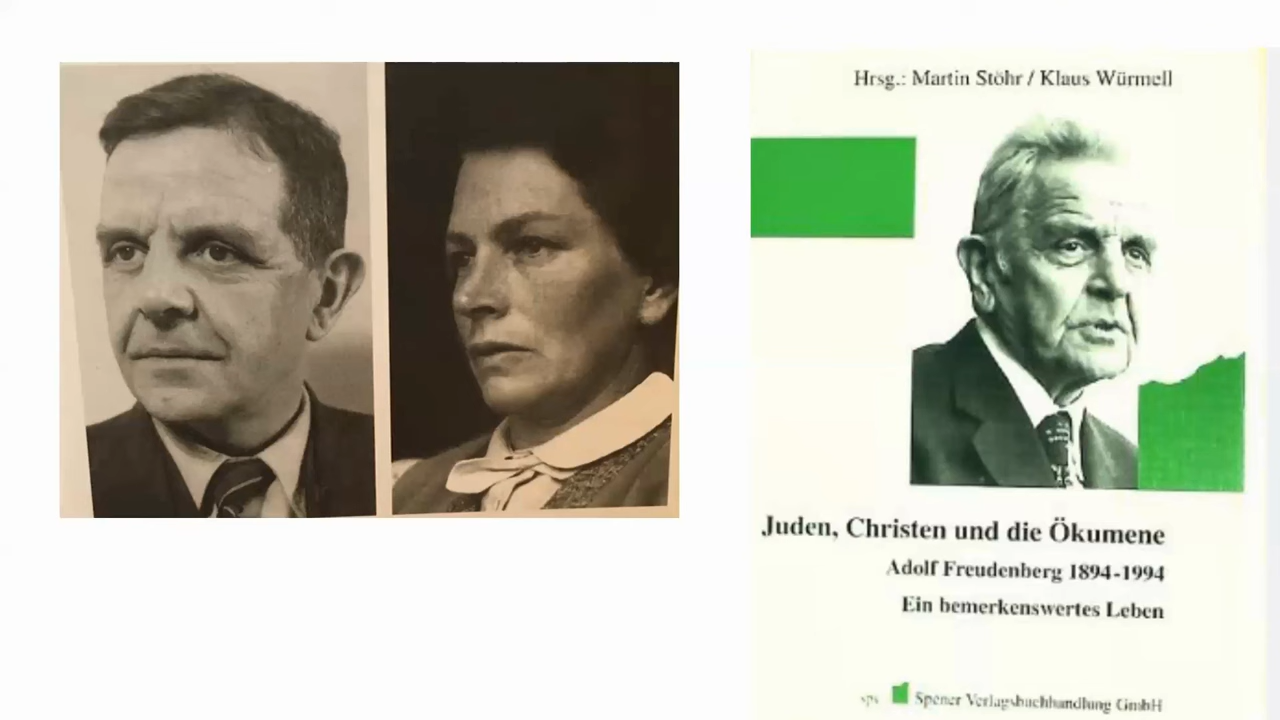 Hrsg.: Martin Stöhr / Klaus Würmell
Juden, Christen und die Ökumene
Adolf Freudenberg 1894-1994
Ein bemerkenswertes Leben
sps Spener Verlagsbuchhandlung GmbH